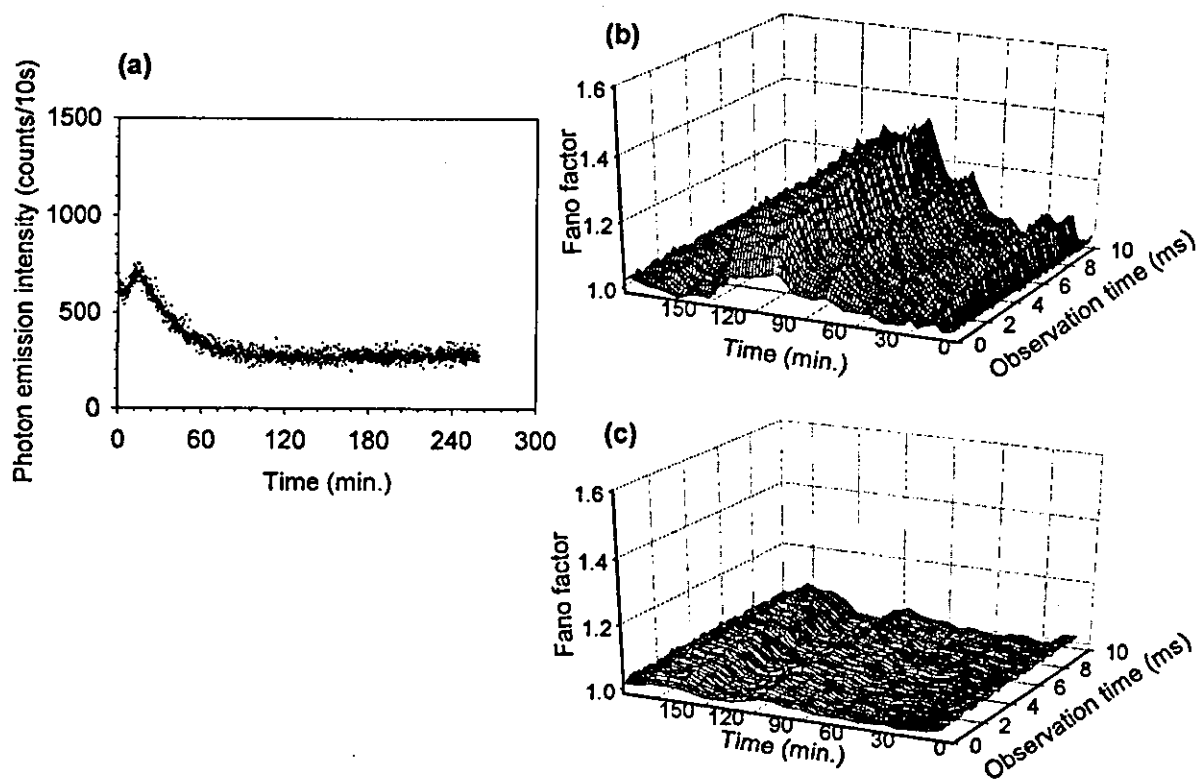 (a)
Photon emission intensity (counts/10s)
1500
1000
500
0
0 60 120 180 240 300
Time (min.)
(b)
Fano factor
1.6
1.4
1.2
1.0
150 120 90 60 30 0
Time (min.)
0 2 4 6 8 10
Observation time (ms)
(c)
Fano factor
1.6
1.4
1.2
1.0
150 120 90 60 30 0
Time (min.)
0 2 4 6 8 10
Observation time (ms)